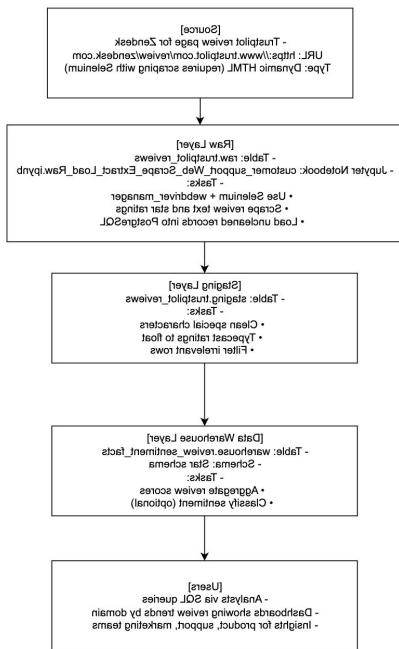 [Source]
- Trustpilot review page for Zendesk
URL: https://www.trustpilot.com/review/zendesk.com
Type: Dynamic HTML (requires scraping with Selenium)
[Raw Layer]
- Table: raw.trustpilot_reviews
- Jupyter Notebook: customer_support_Web_Scrape_Extract_Load_Raw.ipynb
- Tasks:
• Use Selenium + webdriver_manager
• Scrape review text and star ratings
• Load uncleaned records into PostgreSQL
[Staging Layer]
- Table: staging.trustpilot_reviews
- Tasks:
• Clean special characters
• Typecast ratings to float
• Filter irrelevant rows
[Data Warehouse Layer]
- Table: warehouse.review_sentiment_facts
- Schema: Star schema
- Tasks:
• Aggregate review scores
• Classify sentiment (optional)
[Users]
- Analysts via SQL queries
- Dashboards showing review trends by domain
- Insights for product, support, marketing teams